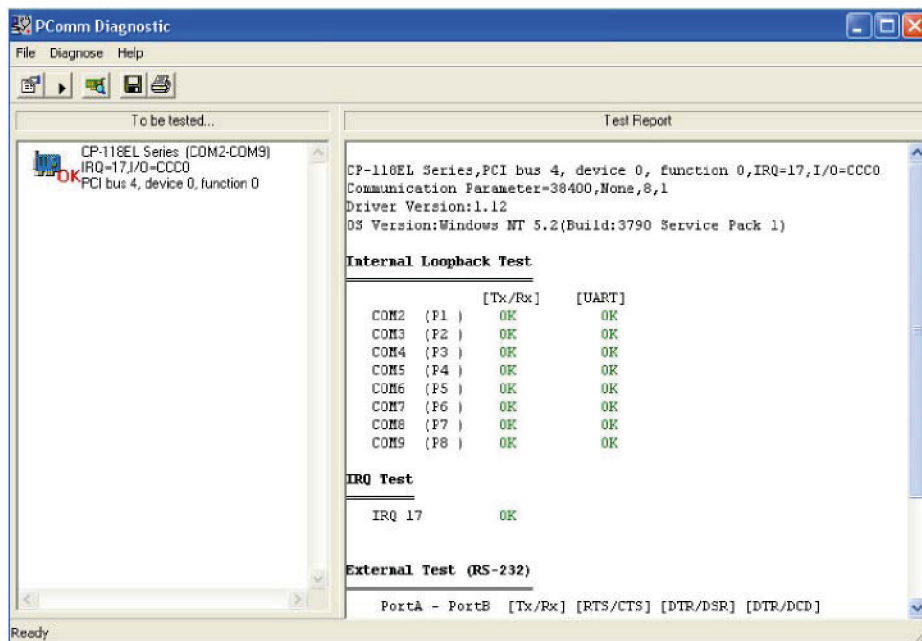 PComm Diagnostic
File Diagnose Help
To be tested...
CP-118EL Series (COM2-COM9)
IRQ=17,I/O=CCC0
PCI bus 4, device 0, function 0
OK
Test Report
CP-118EL Series,PCI bus 4, device 0, function 0,IRQ=17,I/O=CCC0
Communication Parameter=38400,None,8,1
Driver Version:1.12
OS Version:Windows NT 5.2(Build:3790 Service Pack 1)
Internal Loopback Test
[Tx/Rx] [UART]
COM2 (P1 ) OK OK
COM3 (P2 ) OK OK
COM4 (P3 ) OK OK
COM5 (P4 ) OK OK
COM6 (P5 ) OK OK
COM7 (P6 ) OK OK
COM8 (P7 ) OK OK
COM9 (P8 ) OK OK
IRQ Test
IRQ 17 OK
External Test (RS-232)
PortA - PortB [Tx/Rx] [RTS/CTS] [DTR/DSR] [DTR/DCD]
Ready